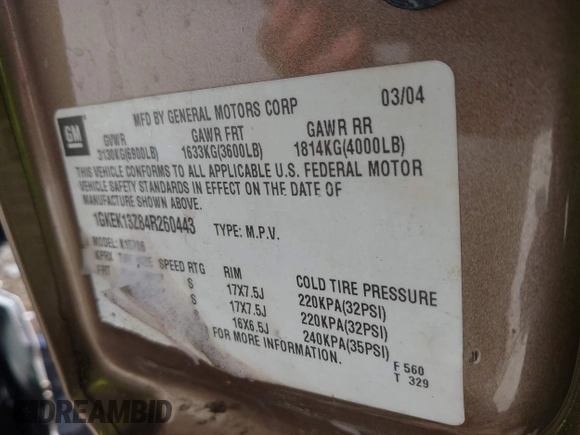 GM
MFD BY GENERAL MOTORS CORP 03/04
GVWR GAWR FRT GAWR RR
3130KG(6900LB) 1633KG(3600LB) 1814KG(4000LB)
THIS VEHICLE CONFORMS TO ALL APPLICABLE U.S. FEDERAL MOTOR
VEHICLE SAFETY STANDARDS IN EFFECT ON THE DATE OF
MANUFACTURE SHOWN ABOVE.
1GKEK13Z84R260443 TYPE: M.P.V.
MODEL:
SPEED RTG RIM COLD TIRE PRESSURE
FRT S 17X7.5J 220KPA(32PSI)
S 17X7.5J 220KPA(32PSI)
S 16X6.5J 240KPA(35PSI)
FOR MORE INFORMATION.
F 560
T 329
DREAMBID